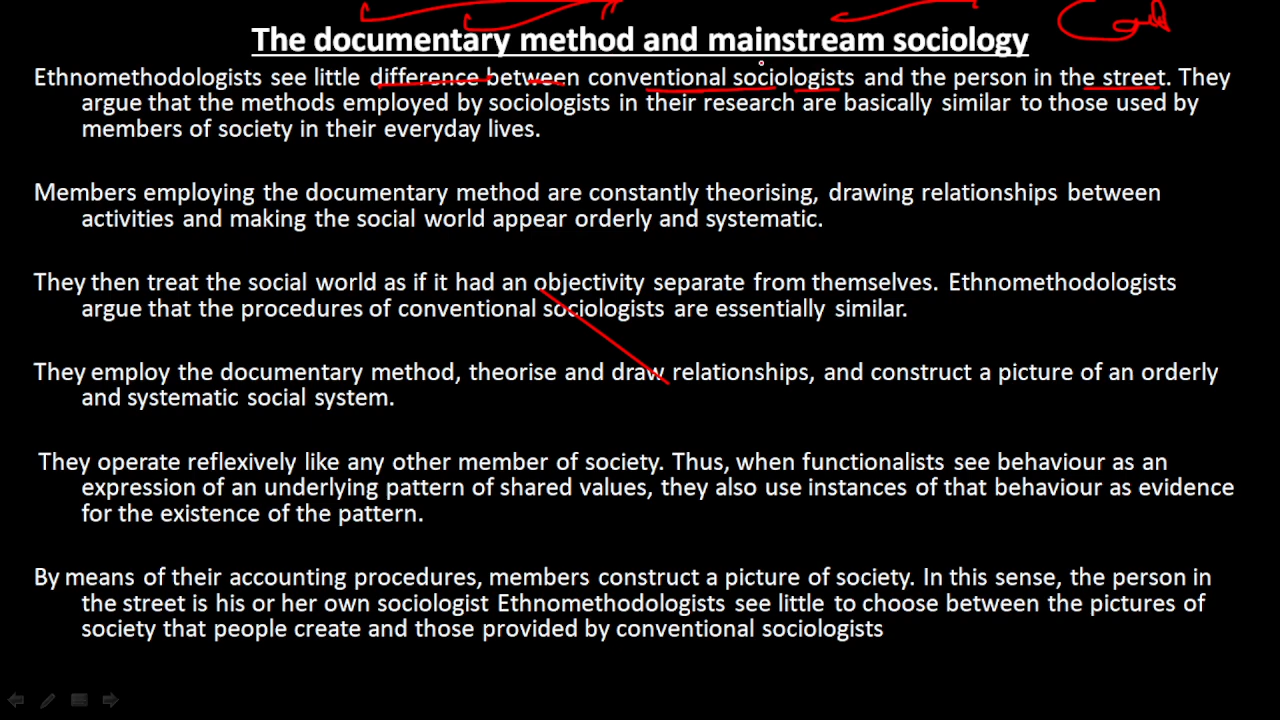 The documentary method and mainstream sociology
Ethnomethodologists see little difference between conventional sociologists and the person in the street. They
argue that the methods employed by sociologists in their research are basically similar to those used by
members of society in their everyday lives.
Members employing the documentary method are constantly theorising, drawing relationships between
activities and making the social world appear orderly and systematic.
They then treat the social world as if it had an objectivity separate from themselves. Ethnomethodologists
argue that the procedures of conventional sociologists are essentially similar.
They employ the documentary method, theorise and draw relationships, and construct a picture of an orderly
and systematic social system.
They operate reflexively like any other member of society. Thus, when functionalists see behaviour as an
expression of an underlying pattern of shared values, they also use instances of that behaviour as evidence
for the existence of the pattern.
By means of their accounting procedures, members construct a picture of society. In this sense, the person in
the street is his or her own sociologist Ethnomethodologists see little to choose between the pictures of
society that people create and those provided by conventional sociologists